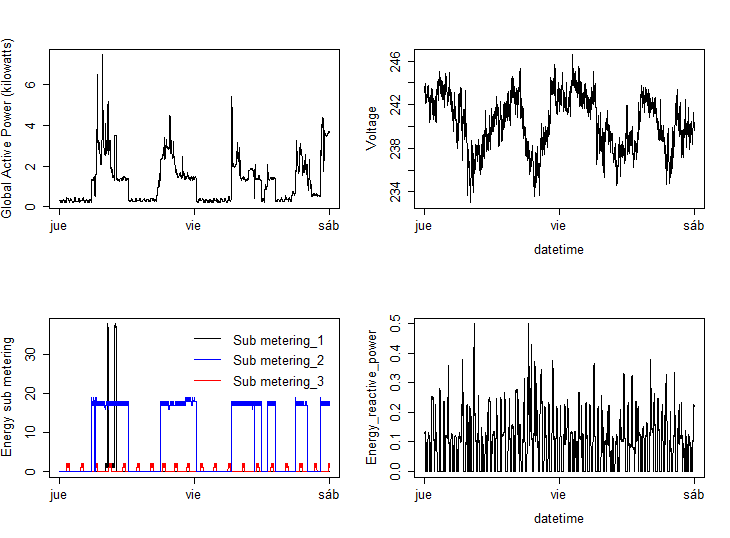 Global Active Power (kilowatts)
0 2 4 6
jue vie sáb
Voltage
234 238 242 246
jue vie sáb
datetime
Energy sub metering
0 10 20 30
Sub metering_1
Sub metering_2
Sub metering_3
jue vie sáb
Energy_reactive_power
0.0 0.1 0.2 0.3 0.4 0.5
jue vie sáb
datetime